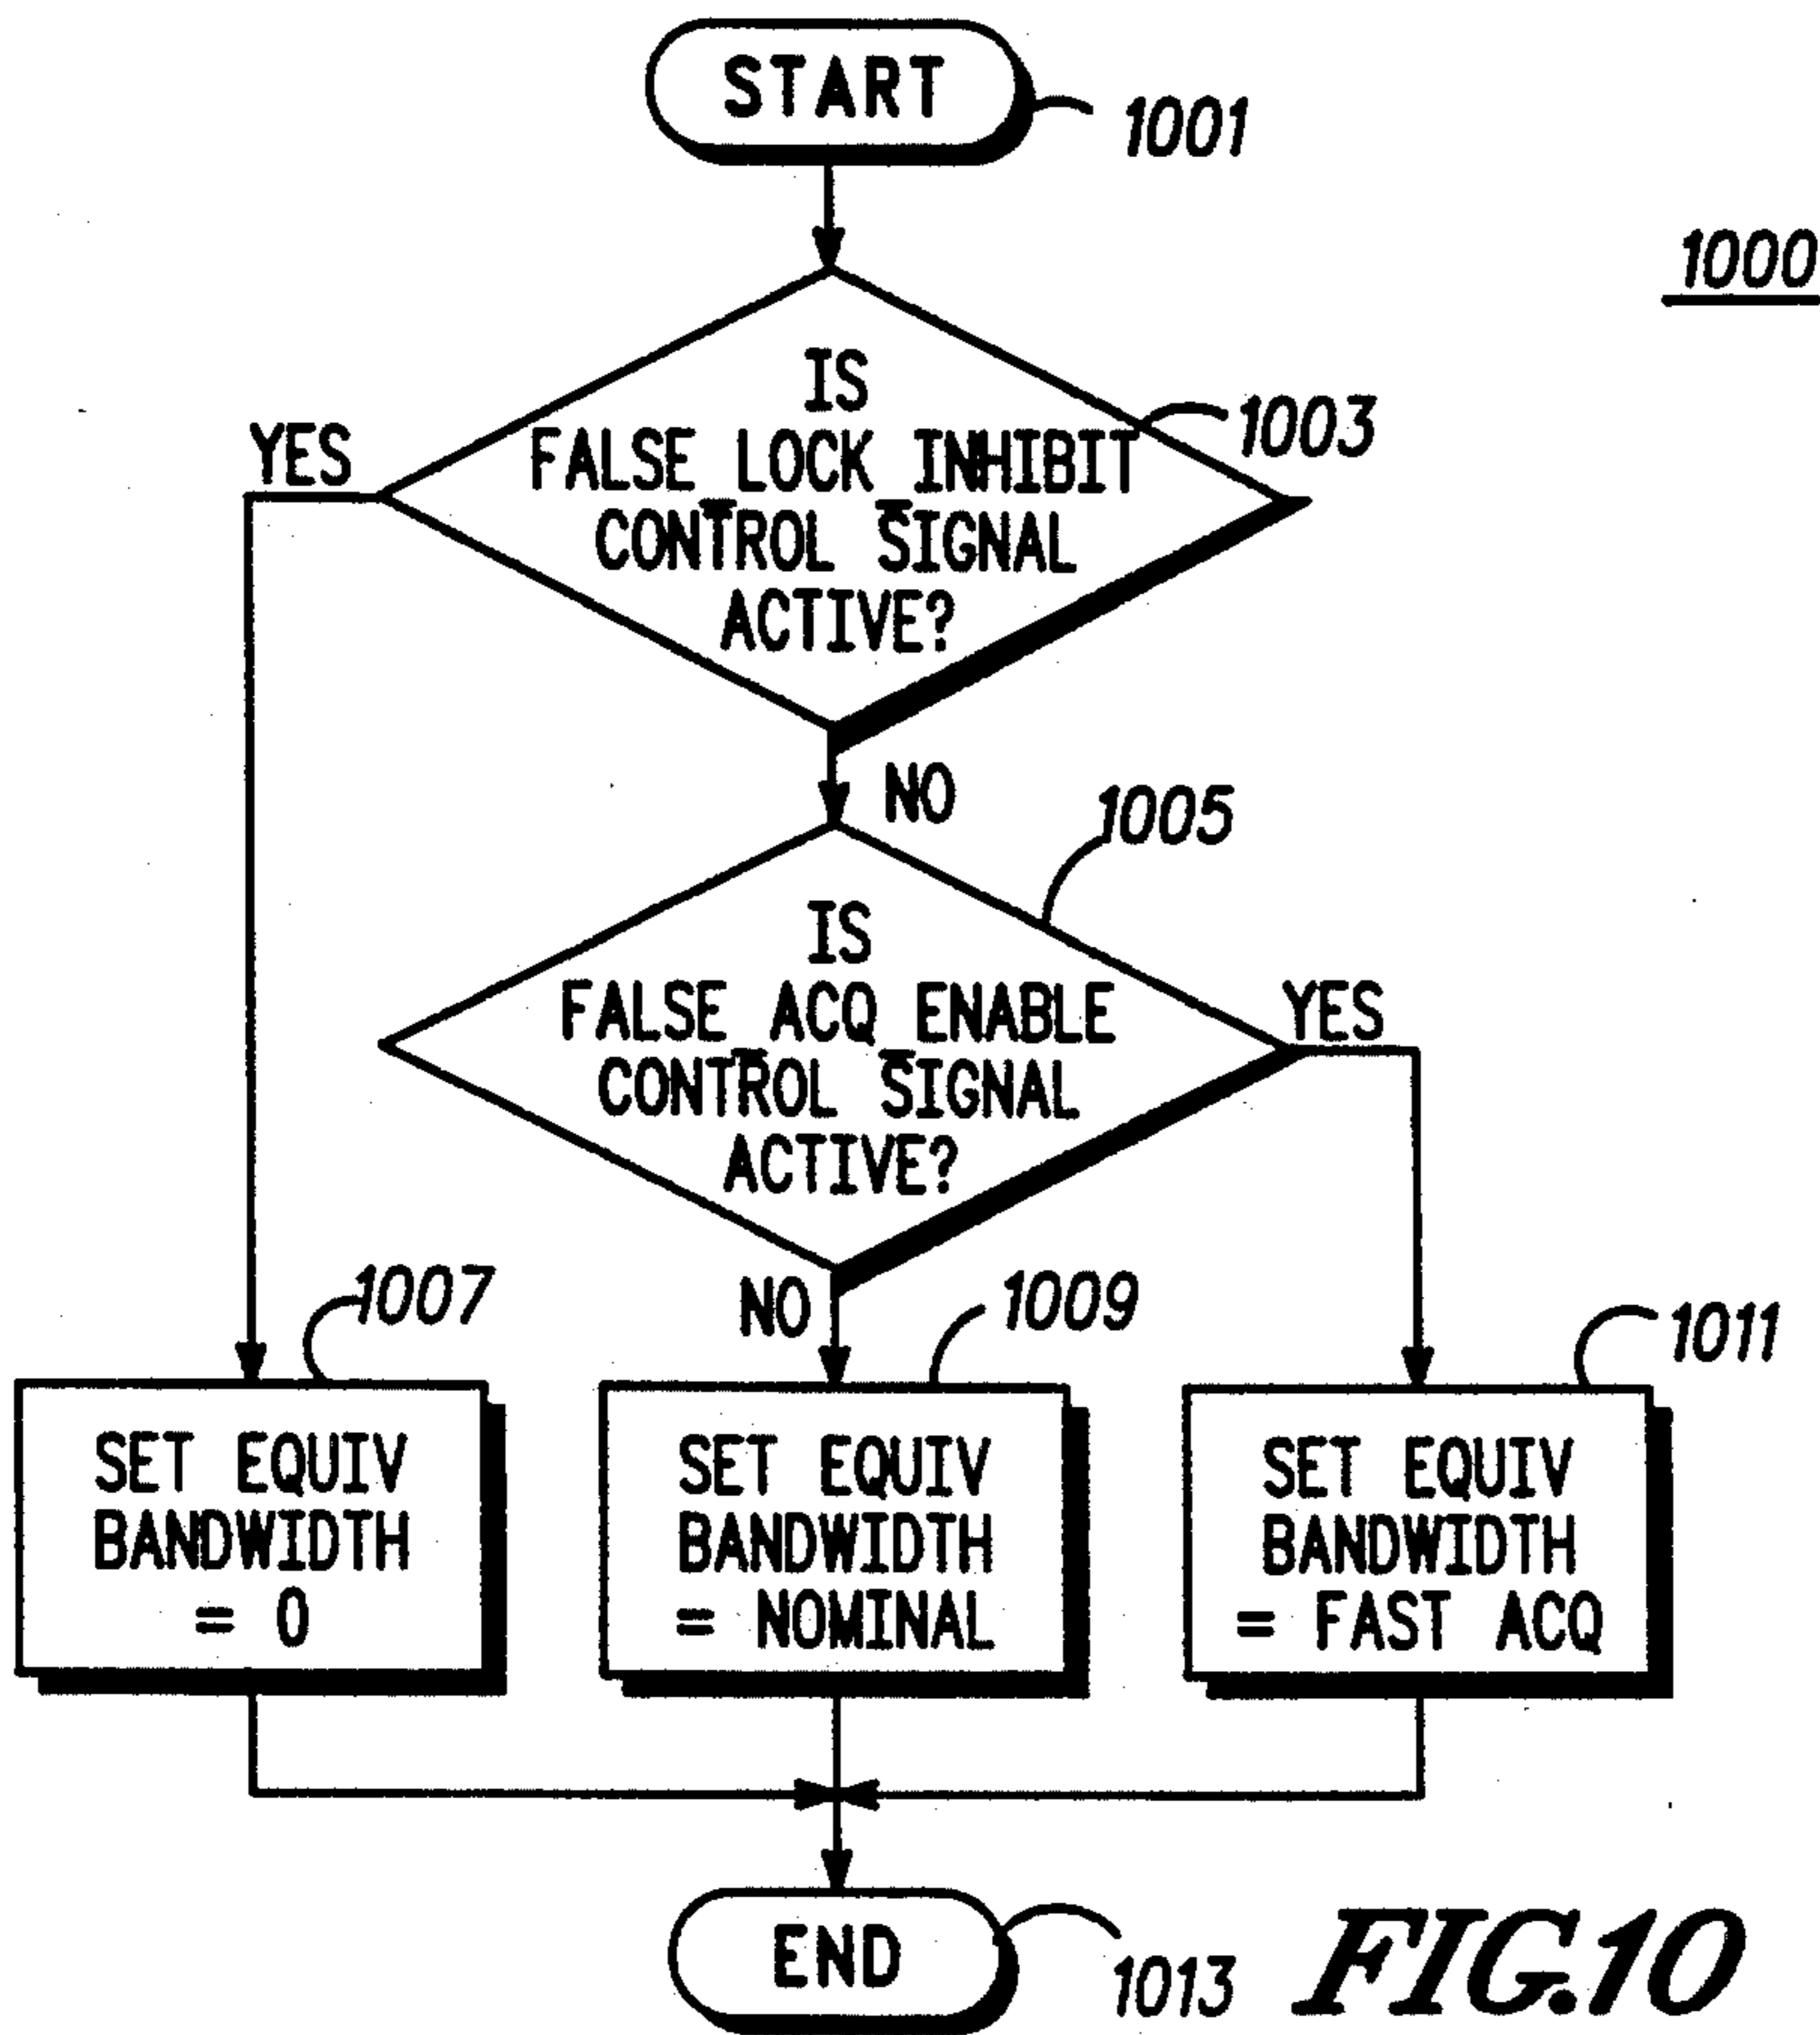 START
1001
1000
IS
FALSE LOCK INHIBIT
CONTROL SIGNAL
ACTIVE?
1003
YES
NO
1005
IS
FALSE ACQ ENABLE
CONTROL SIGNAL
ACTIVE?
YES
NO
1007
1009
1011
SET EQUIV
BANDWIDTH
= 0
SET EQUIV
BANDWIDTH
= NOMINAL
SET EQUIV
BANDWIDTH
= FAST ACQ
END
1013
FIG.10